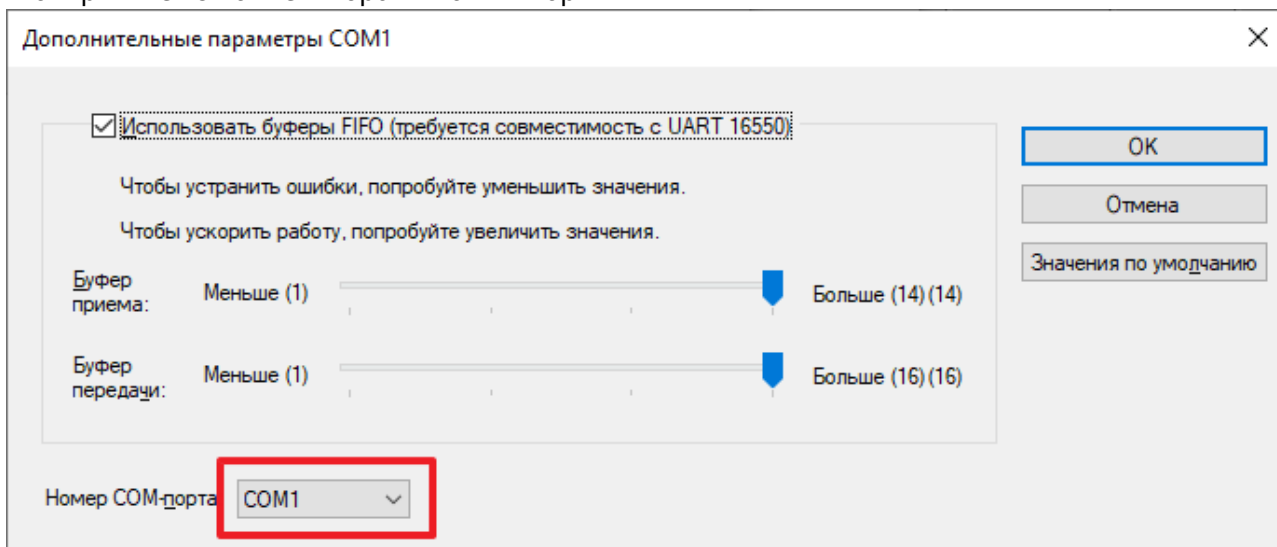 Дополнительные параметры COM1
Использовать буферы FIFO (требуется совместимость с UART 16550)
OK
Чтобы устранить ошибки, попробуйте уменьшить значения.
Отмена
Чтобы ускорить работу, попробуйте увеличить значения.
Значения по умолчанию
Буфер
приема:
Меньше (1)
Больше (14) (14)
Буфер
передачи:
Меньше (1)
Больше (16) (16)
Номер COM-порта
COM1